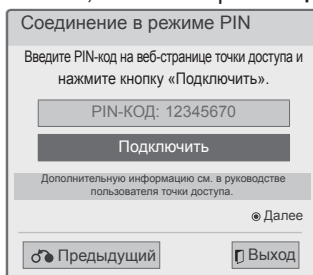 Соединение в режиме PIN
Введите PIN-код на веб-странице точки доступа и
нажмите кнопку «Подключить».
PIN-КОД: 12345670
Подключить
Дополнительную информацию см. в руководстве
пользователя точки доступа.
Далее
Предыдущий
Выход